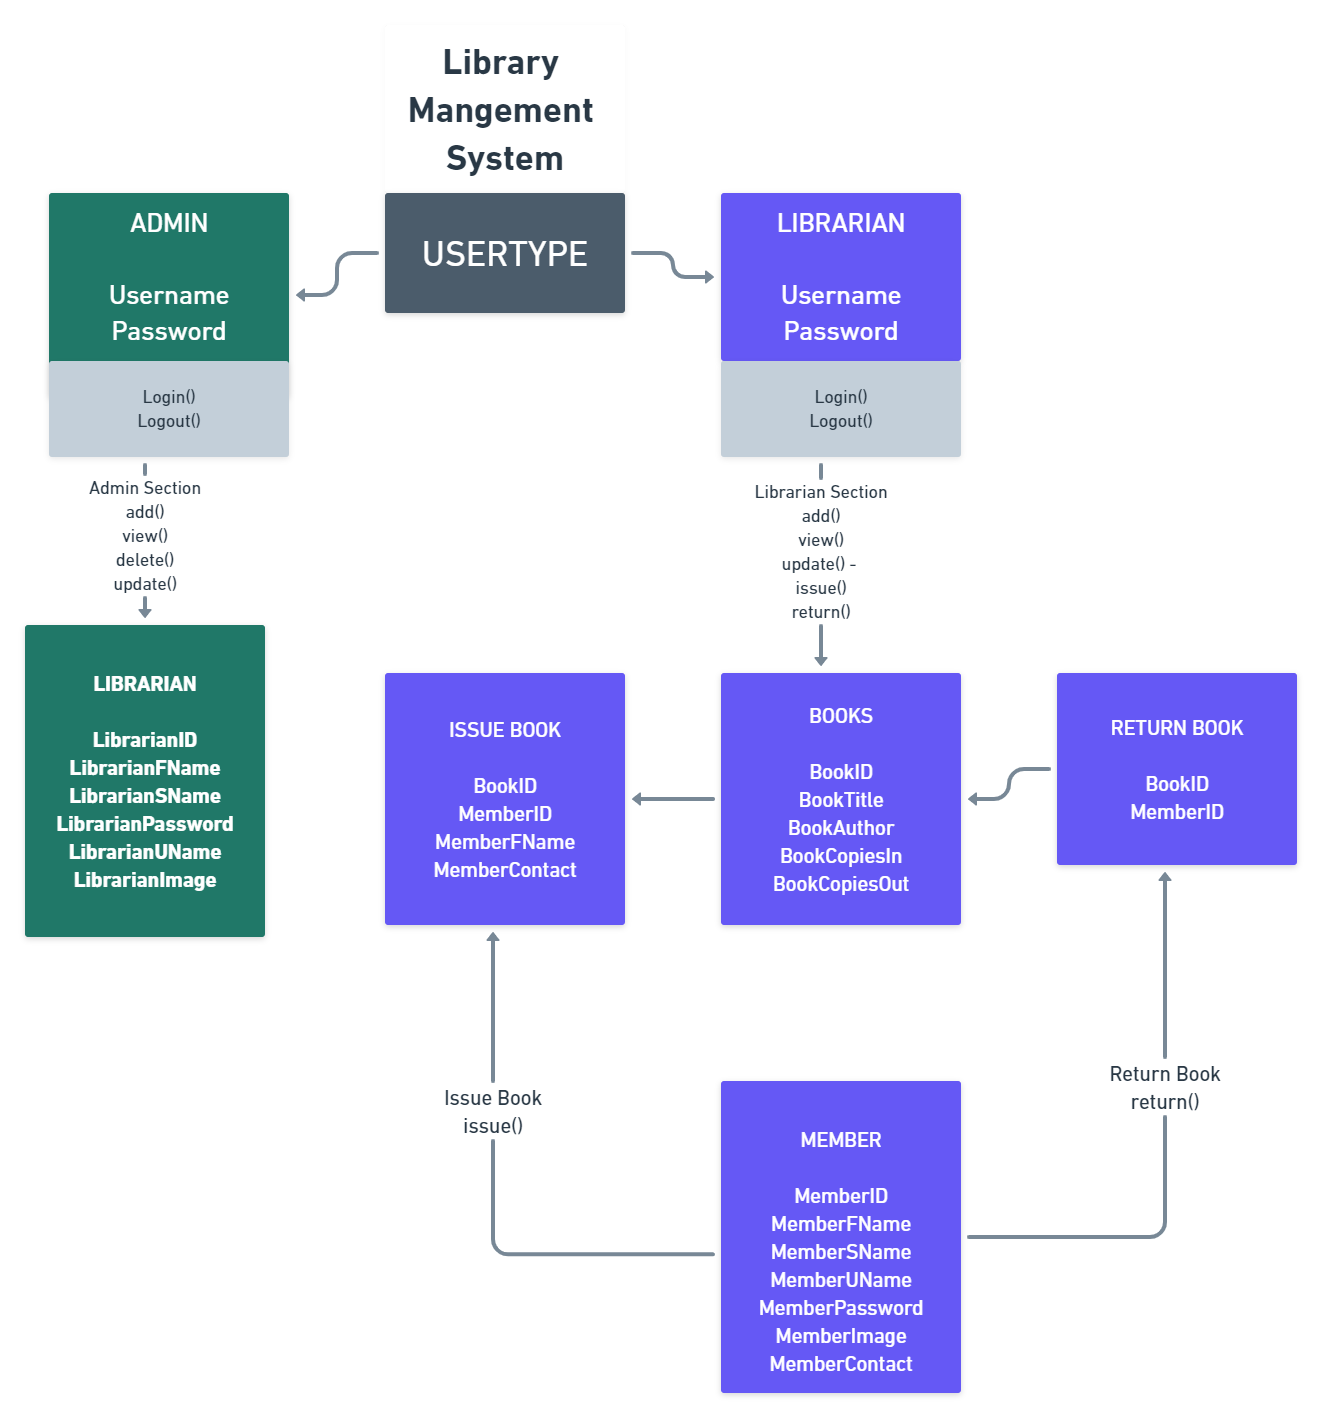 Library
Mangement
System
ADMIN
Username
Password
Login()
Logout()
USERTYPE
LIBRARIAN
Username
Password
Login()
Logout()
Admin Section
add()
view()
delete()
update()
Librarian Section
add()
view()
update() -
issue()
return()
LIBRARIAN
LibrarianID
LibrarianFName
LibrarianSName
LibrarianPassword
LibrarianUName
LibrarianImage
ISSUE BOOK
BookID
MemberID
MemberFName
MemberContact
BOOKS
BookID
BookTitle
BookAuthor
BookCopiesIn
BookCopiesOut
RETURN BOOK
BookID
MemberID
Issue Book
issue()
Return Book
return()
MEMBER
MemberID
MemberFName
MemberSName
MemberUName
MemberPassword
MemberImage
MemberContact